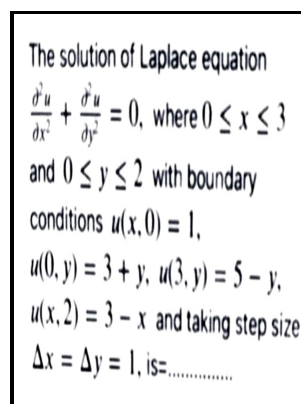 The solution of Laplace equation
∂²u/∂x² + ∂²u/∂y² = 0, where 0 ≤ x ≤ 3
and 0 ≤ y ≤ 2 with boundary
conditions u(x, 0) = 1,
u(0, y) = 3 + y, u(3, y) = 5 − y,
u(x, 2) = 3 − x and taking step size
Δx = Δy = 1, is=...............